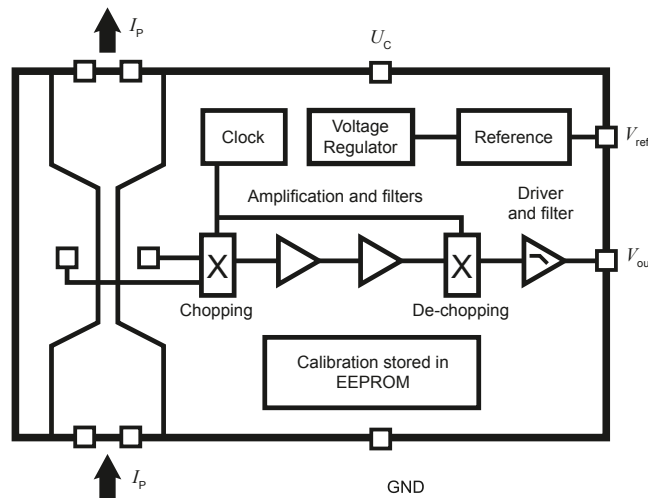 I_P
U_C
Clock
Voltage
Regulator
Reference
V_ref
Amplification and filters
Driver
and filter
X
X
V_ou
Chopping
De-chopping
Calibration stored in
EEPROM
I_P
GND